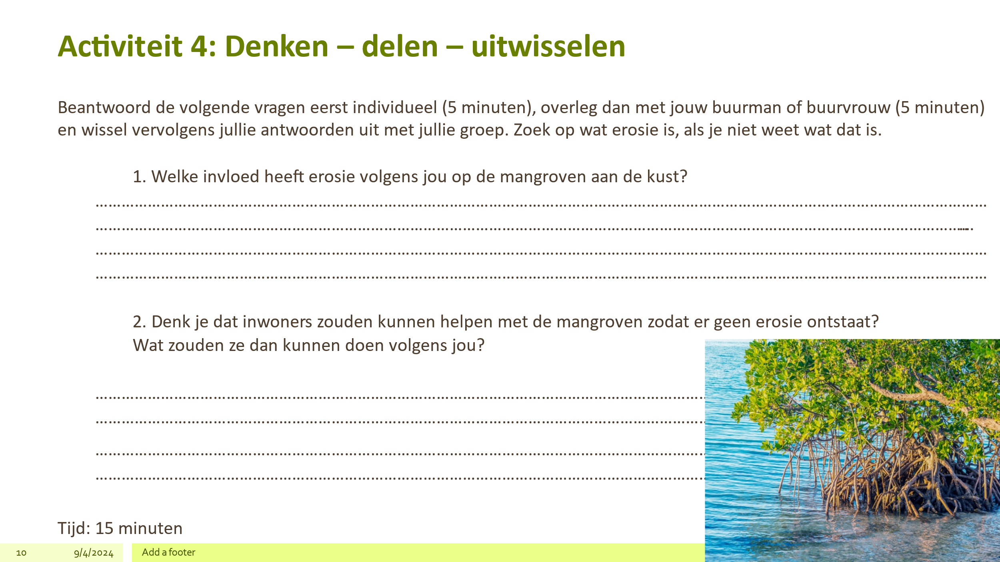 Activiteit 4: Denken – delen – uitwisselen
Beantwoord de volgende vragen eerst individueel (5 minuten), overleg dan met jouw buurman of buurvrouw (5 minuten)
en wissel vervolgens jullie antwoorden uit met jullie groep. Zoek op wat erosie is, als je niet weet wat dat is.
1. Welke invloed heeft erosie volgens jou op de mangroven aan de kust?
2. Denk je dat inwoners zouden kunnen helpen met de mangroven zodat er geen erosie ontstaat?
Wat zouden ze dan kunnen doen volgens jou?
Tijd: 15 minuten
10 9/4/2024 Add a footer